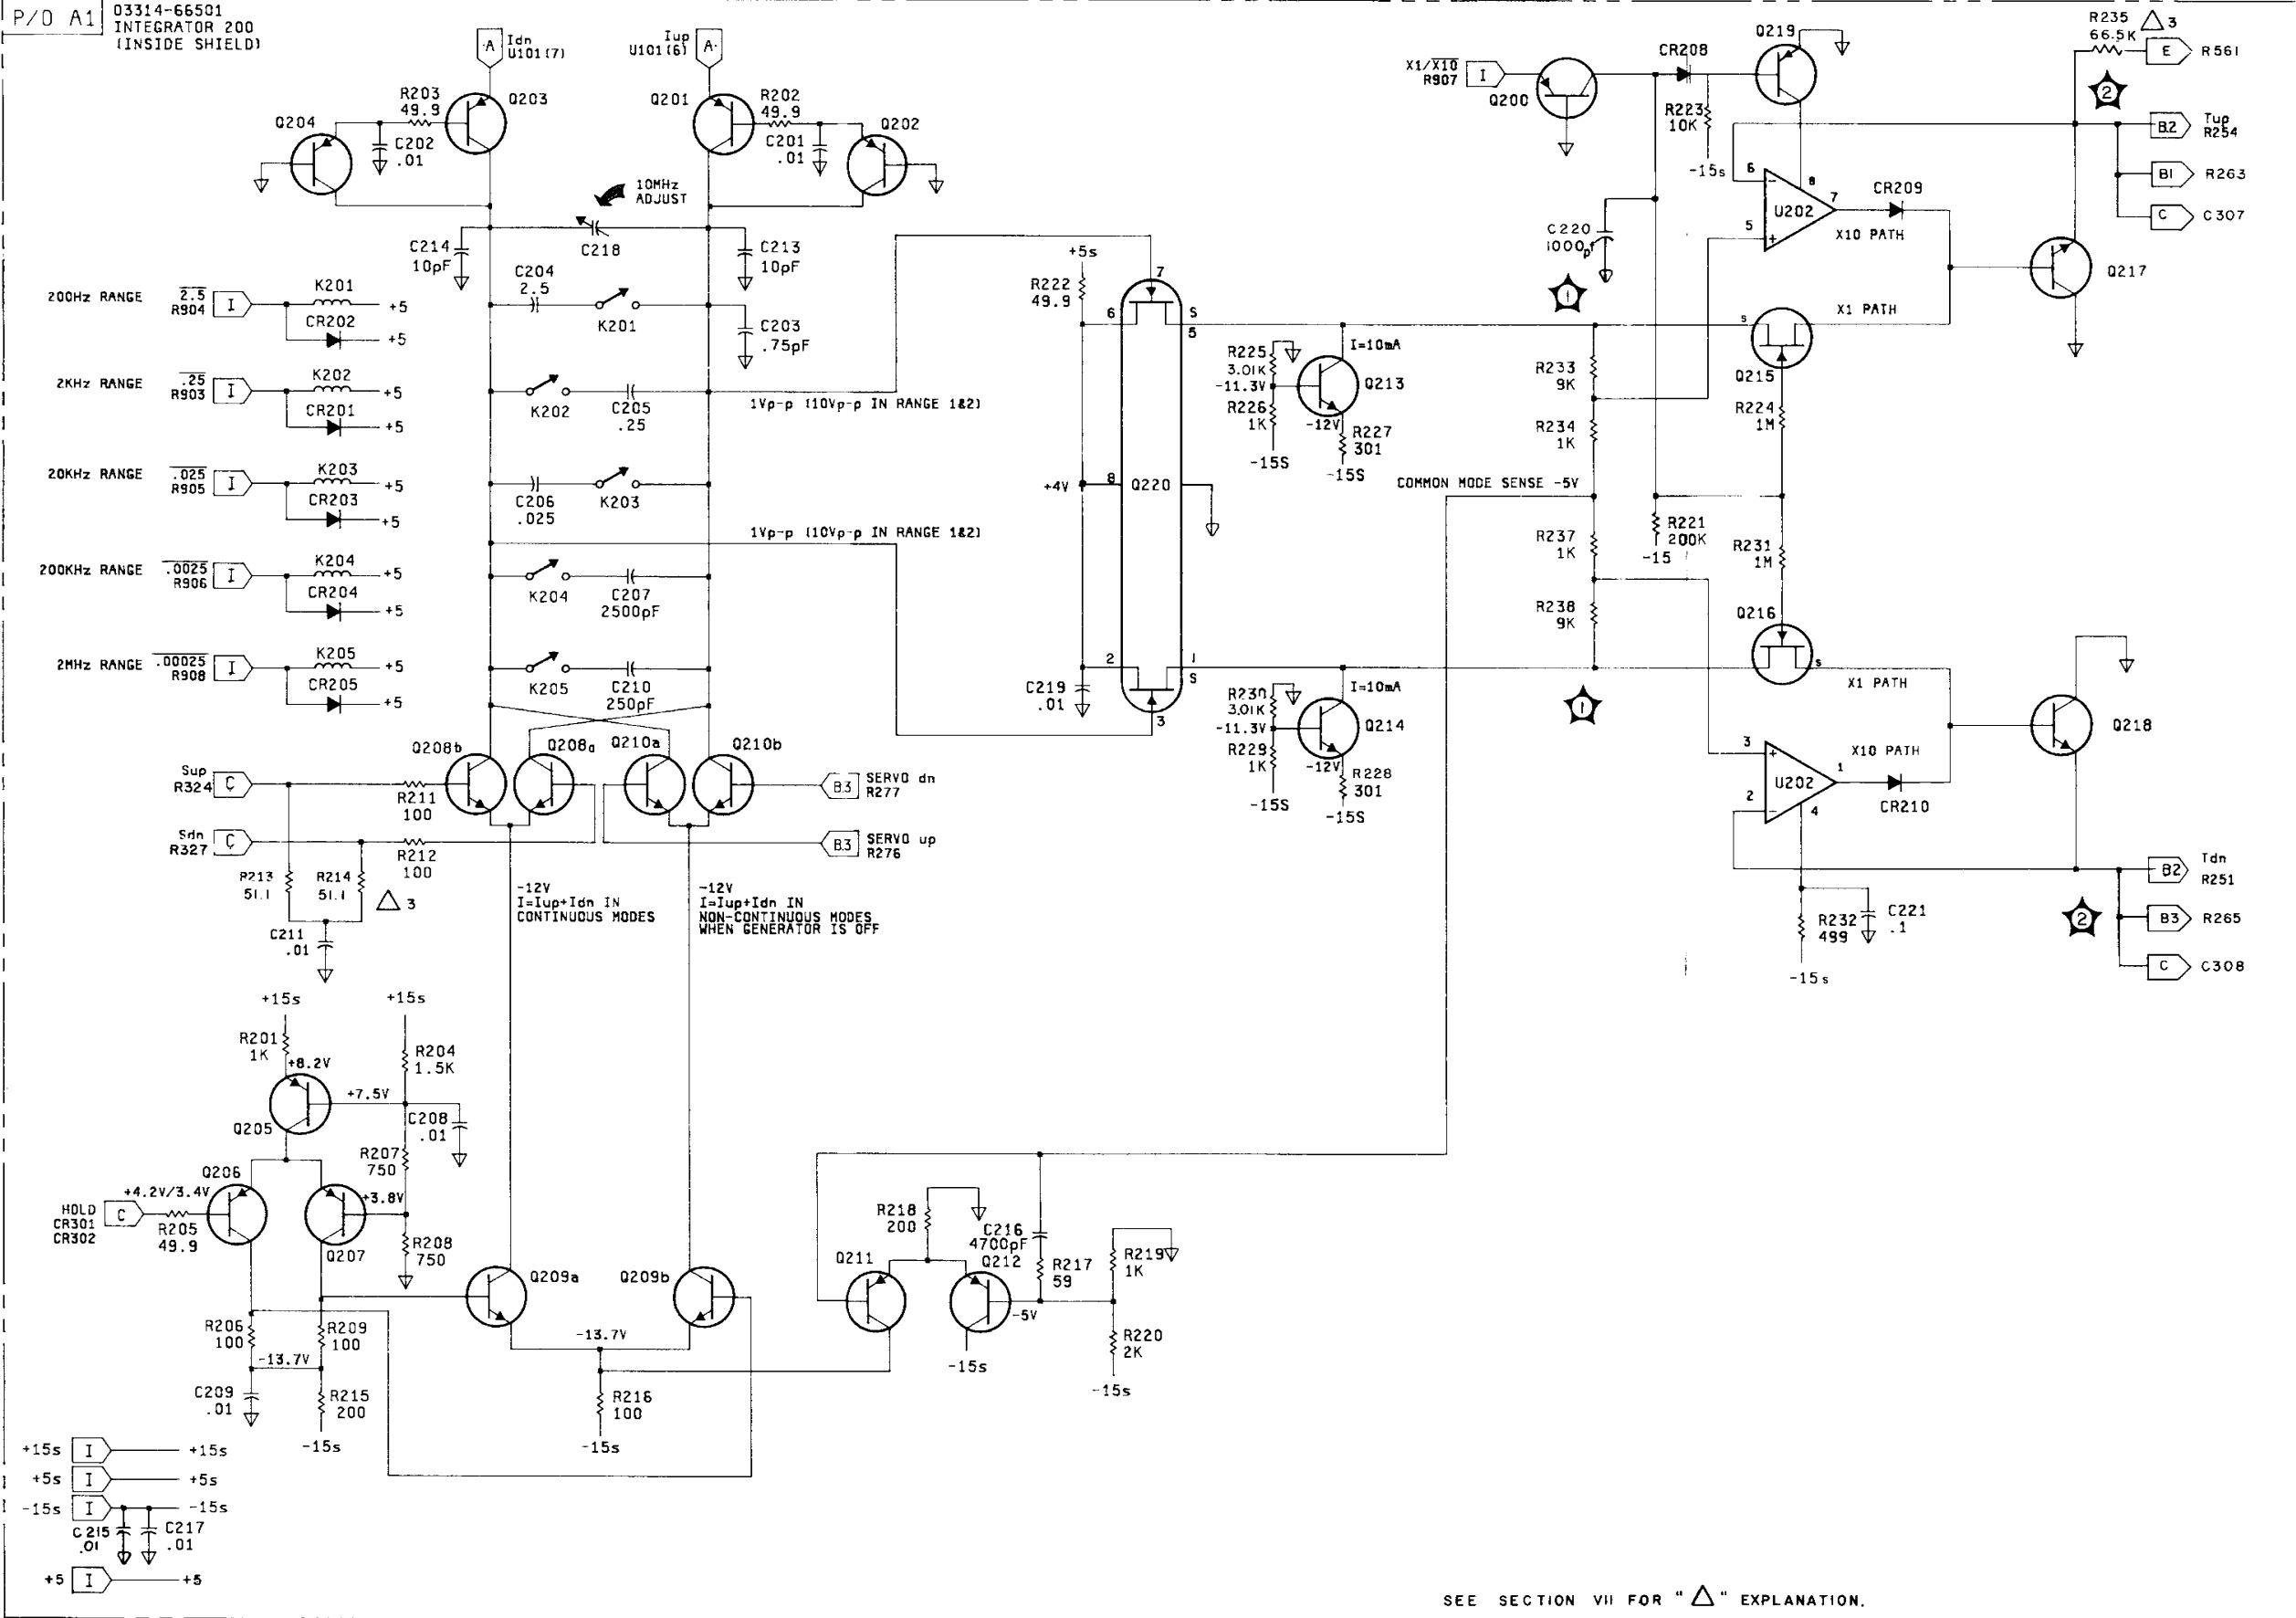 P/O A1
03314-66501
INTEGRATOR 200
(INSIDE SHIELD)
A
Idn
U101(7)
Iup
U101(6)
A
R203
49.9
Q203
Q204
C202
.01
Q201
R202
49.9
C201
.01
Q202
10MHz
ADJUST
C218
C214
10pF
C213
10pF
C204
2.5
K201
C203
.75pF
200Hz RANGE
2.5
R904
I
K201
+5
CR202
+5
2KHz RANGE
.25
R903
I
K202
+5
CR201
+5
K202
C205
.25
1Vp-p (10Vp-p IN RANGE 1&2)
20KHz RANGE
.025
R905
I
K203
+5
CR203
+5
C206
.025
K203
1Vp-p (10Vp-p IN RANGE 1&2)
200KHz RANGE
.0025
R906
I
K204
+5
CR204
+5
K204
C207
2500pF
2MHz RANGE
.00025
R908
I
K205
+5
CR205
+5
K205
C210
250pF
Q208b
Q208a
Q210a
Q210b
Sup
R324
C
R211
100
B3
SERVO dn
R277
Sdn
R327
C
R212
100
B3
SERVO up
R276
R213
51.1
R214
51.1
3
C211
.01
-12V
I=Iup+Idn IN
CONTINUOUS MODES
-12V
I=Iup+Idn IN
NON-CONTINUOUS MODES
WHEN GENERATOR IS OFF
+15s
R201
1K
+8.2V
+15s
R204
1.5K
+7.5V
Q205
C208
.01
R207
750
Q206
+4.2V/3.4V
HOLD
CR301
CR302
C
R205
49.9
+3.8V
Q207
R208
750
Q209a
Q209b
R206
100
R209
100
-13.7V
C209
.01
R215
200
-15s
-13.7V
R216
100
-15s
Q211
R218
200
C216
4700pF
Q212
R217
59
R219
1K
-5V
-15s
R220
2K
-15s
+15s
I
+15s
+5s
I
+5s
-15s
I
-15s
C215
.01
C217
.01
+5
I
+5
+5s
R222
49.9
7
6
S
5
+4V
8
Q220
2
1
S
3
C219
.01
R225
3.01K
-11.3V
R226
1K
-15S
I=10mA
Q213
-12V
R227
301
-15S
R230
3.01K
-11.3V
R229
1K
-15S
I=10mA
Q214
-12V
R228
301
-15S
COMMON MODE SENSE -5V
R233
9K
R234
1K
R237
1K
R238
9K
1
1
X1/X10
R907
I
Q200
CR208
R223
10K
-15s
Q219
C220
1000pf
6
5
8
7
U202
CR209
X10 PATH
X1 PATH
s
Q215
R224
1M
R221
200K
-15
R231
1M
Q216
s
X1 PATH
3
2
1
4
U202
X10 PATH
CR210
R232
499
C221
.1
-15s
Q217
Q218
R235
66.5K
3
E
R561
2
B2
Tup
R254
B1
R263
C
C307
B2
Tdn
R251
2
B3
R265
C
C308
SEE SECTION VII FOR "△" EXPLANATION.